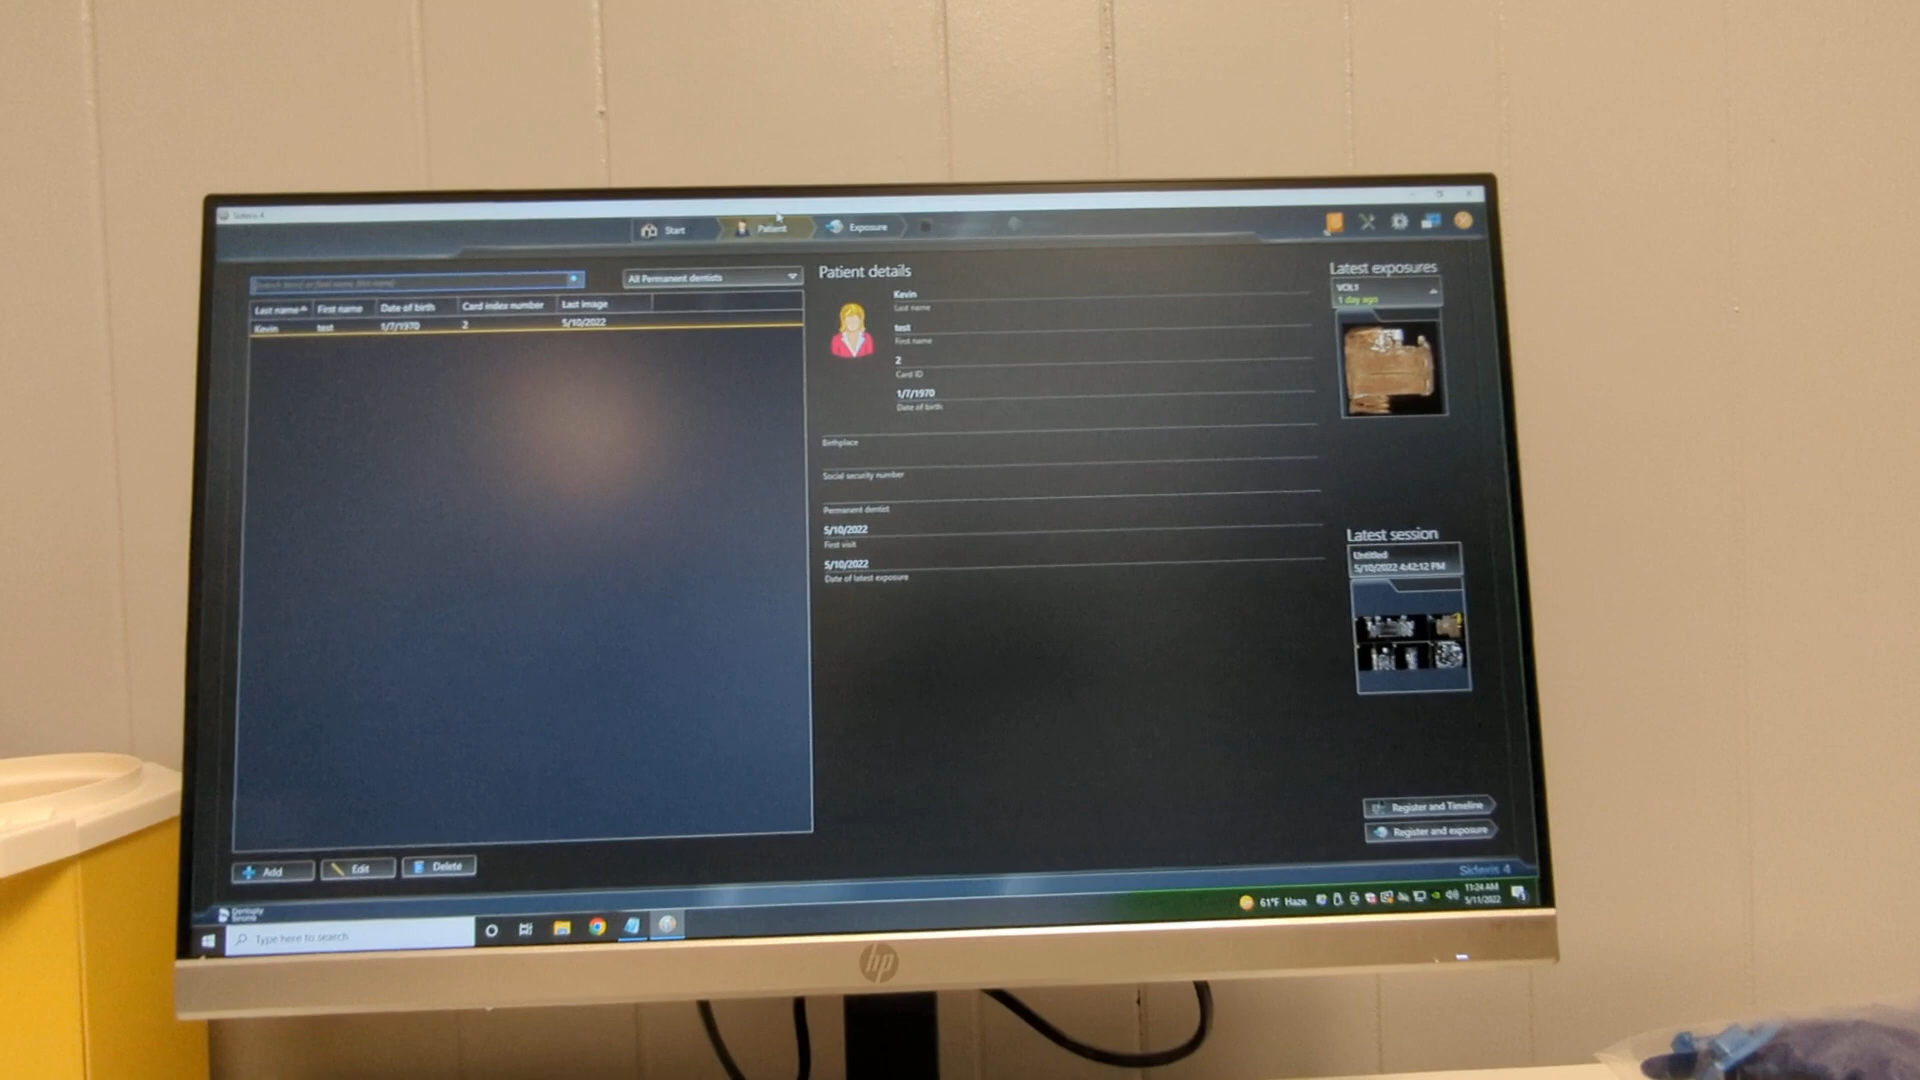 Sidexis 4
Start
Patient
Exposure
All Permanent dentists
Last name First name Date of birth Card index number Last image
Kevin test 1/7/1970 2 5/10/2022
Patient details
Kevin
Last name
test
First name
2
Card ID
1/7/1970
Date of birth
Birthplace
Social security number
Permanent dentist
5/10/2022
First visit
5/10/2022
Date of latest exposure
Latest exposures
VOL1
1 day ago
Latest session
Untitled
5/10/2022 4:42:12 PM
Register and Timeline
Register and exposure
Add
Edit
Delete
Sidexis 4
Dentsply
Sirona
Type here to search
61°F Haze
11:24 AM
5/11/2022
hp